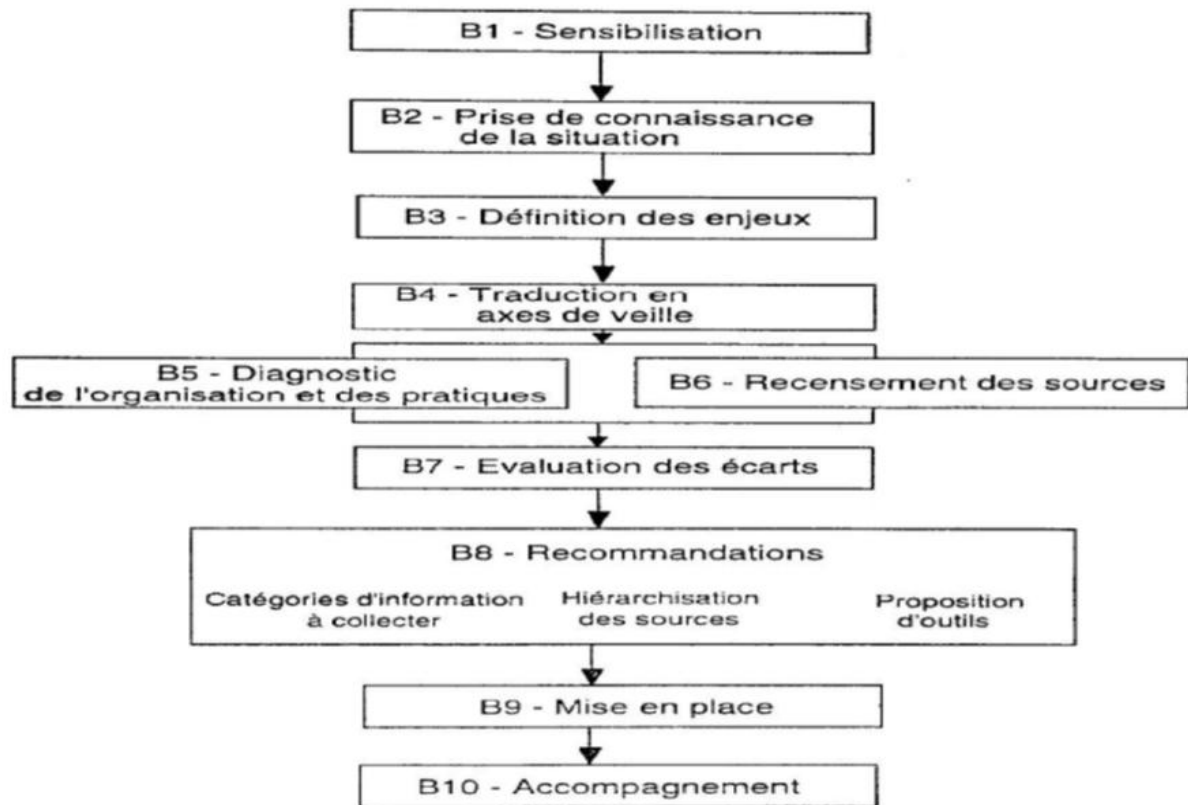 B1 - Sensibilisation
B2 - Prise de connaissance
de la situation
B3 - Définition des enjeux
B4 - Traduction en
axes de veille
B5 - Diagnostic
de l'organisation et des pratiques
B6 - Recensement des sources
B7 - Evaluation des écarts
B8 - Recommandations
Catégories d'information
à collecter
Hiérarchisation
des sources
Proposition
d'outils
B9 - Mise en place
B10 - Accompagnement